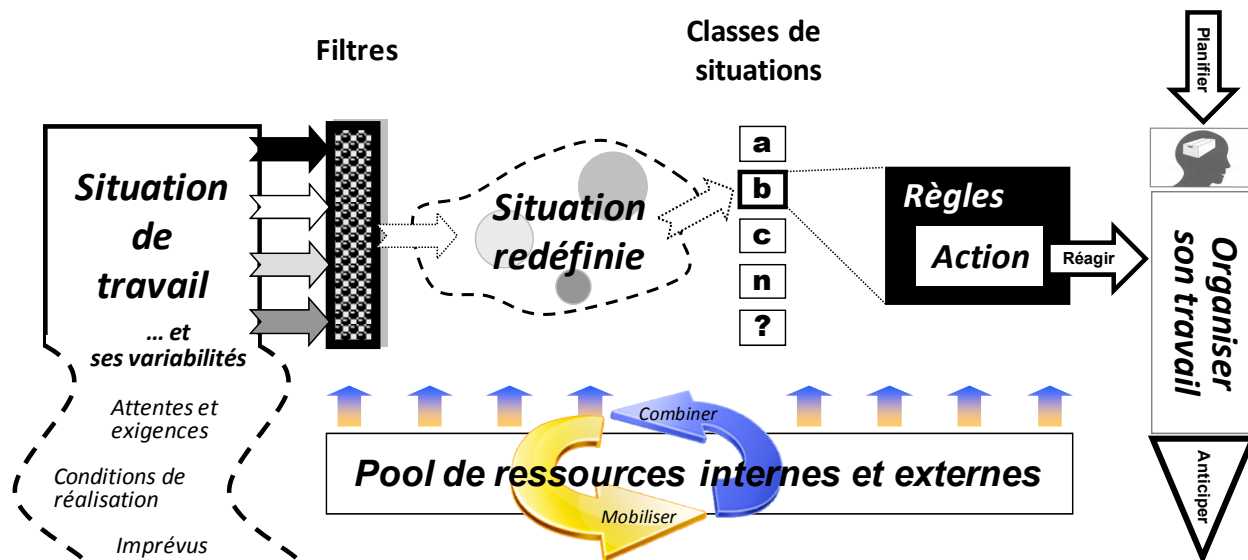 Filtres
Classes de
situations
Planifier
Situation
de
travail
... et
ses variabilités
Attentes et
exigences
Conditions de
réalisation
Imprévus
Situation
redéfinie
a
b
c
n
?
Règles
Action
Réagir
Organiser
son travail
Anticiper
Combiner
Pool de ressources internes et externes
Mobiliser